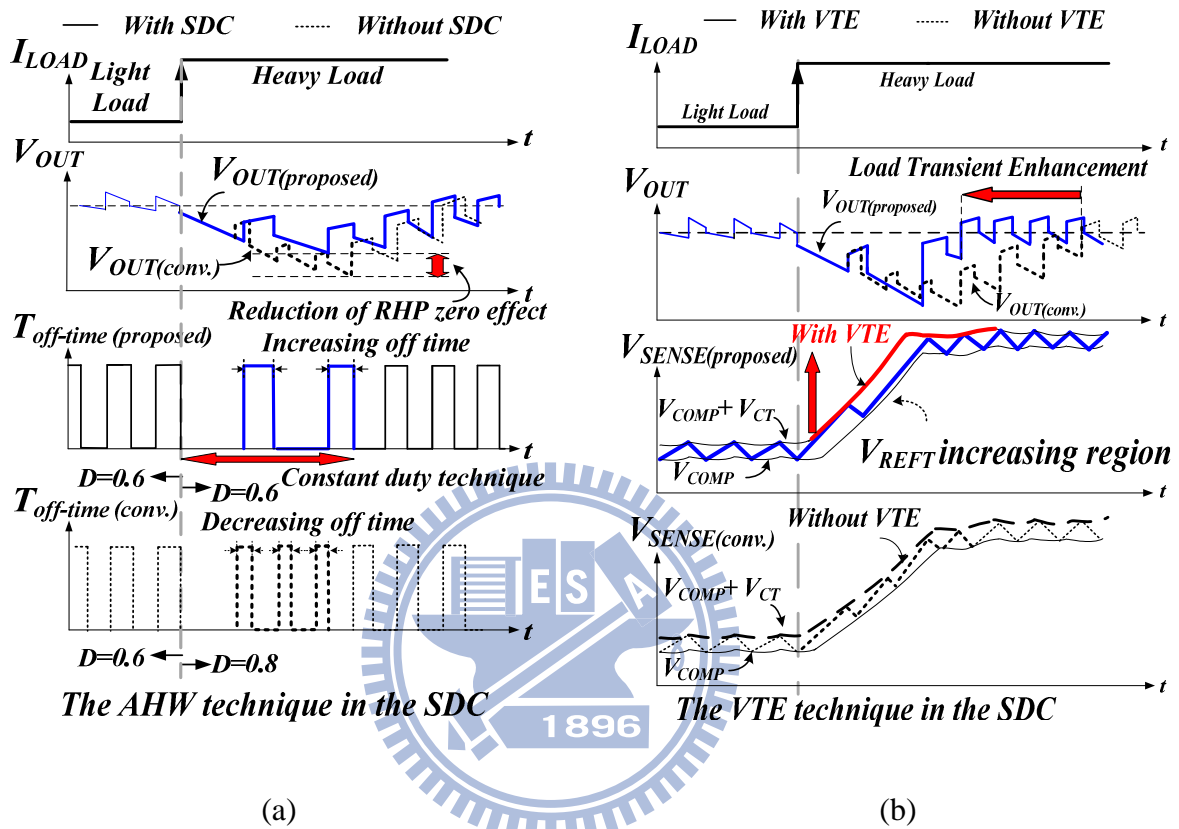 With SDC
Without SDC
I_LOAD
Light
Load
Heavy Load
t
V_OUT
V_OUT(proposed)
V_OUT(conv.)
t
Reduction of RHP zero effect
T_off-time (proposed)
Increasing off time
t
D=0.6
D=0.6
Constant duty technique
T_off-time (conv.)
Decreasing off time
t
D=0.6
D=0.8
The AHW technique in the SDC
(a)
With VTE
Without VTE
I_LOAD
Light Load
Heavy Load
t
Load Transient Enhancement
V_OUT
V_OUT(proposed)
V_OUT(conv.)
t
V_SENSE(proposed)
With VTE
V_COMP + V_CT
V_COMP
V_REFT increasing region
t
V_SENSE(conv.)
Without VTE
V_COMP + V_CT
V_COMP
t
The VTE technique in the SDC
(b)
E S A
1896